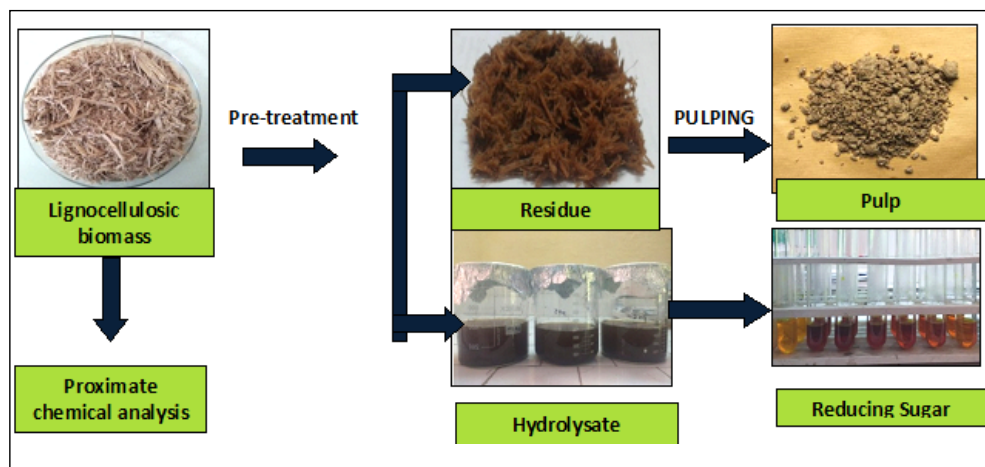 Pre-treatment
PULPING
Lignocellulosic
biomass
Residue
Pulp
Proximate
chemical analysis
Hydrolysate
Reducing Sugar